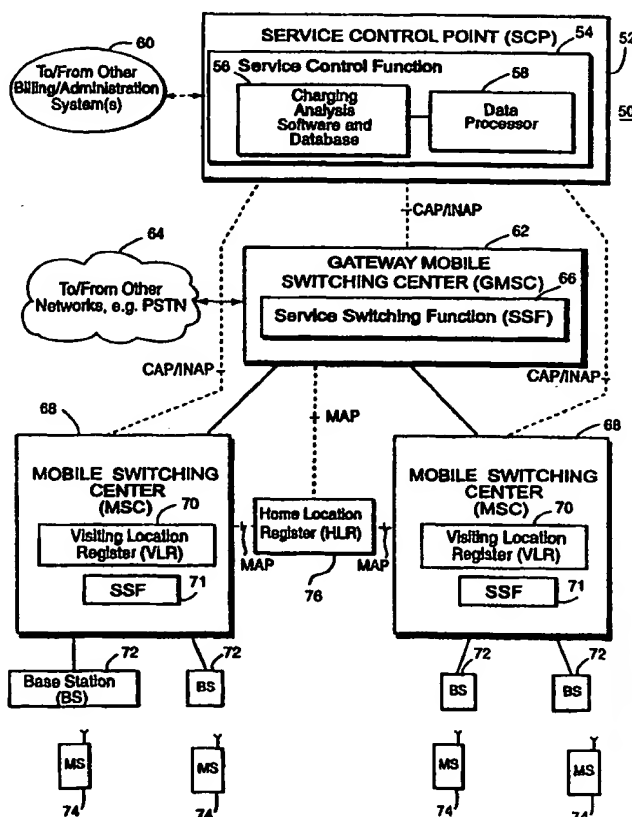 SERVICE CONTROL POINT (SCP)
52
60
54
56
Service Control Function
58
50
To/From Other
Billing/Administration
System(s)
Charging
Analysis
Software and
Database
Data
Processor
CAP/INAP
62
64
GATEWAY MOBILE
SWITCHING CENTER (GMSC)
66
To/From Other
Networks, e.g. PSTN
Service Switching Function (SSF)
CAP/INAP
CAP/INAP
MAP
68
68
MOBILE SWITCHING
CENTER
(MSC)
70
Visiting Location
Register (VLR)
SSF
71
MAP
Home Location
Register (HLR)
76
MAP
MOBILE SWITCHING
CENTER
(MSC)
70
Visiting Location
Register (VLR)
SSF
71
72
Base Station
(BS)
72
BS
72
BS
72
BS
MS
74
MS
74
MS
74
MS
74